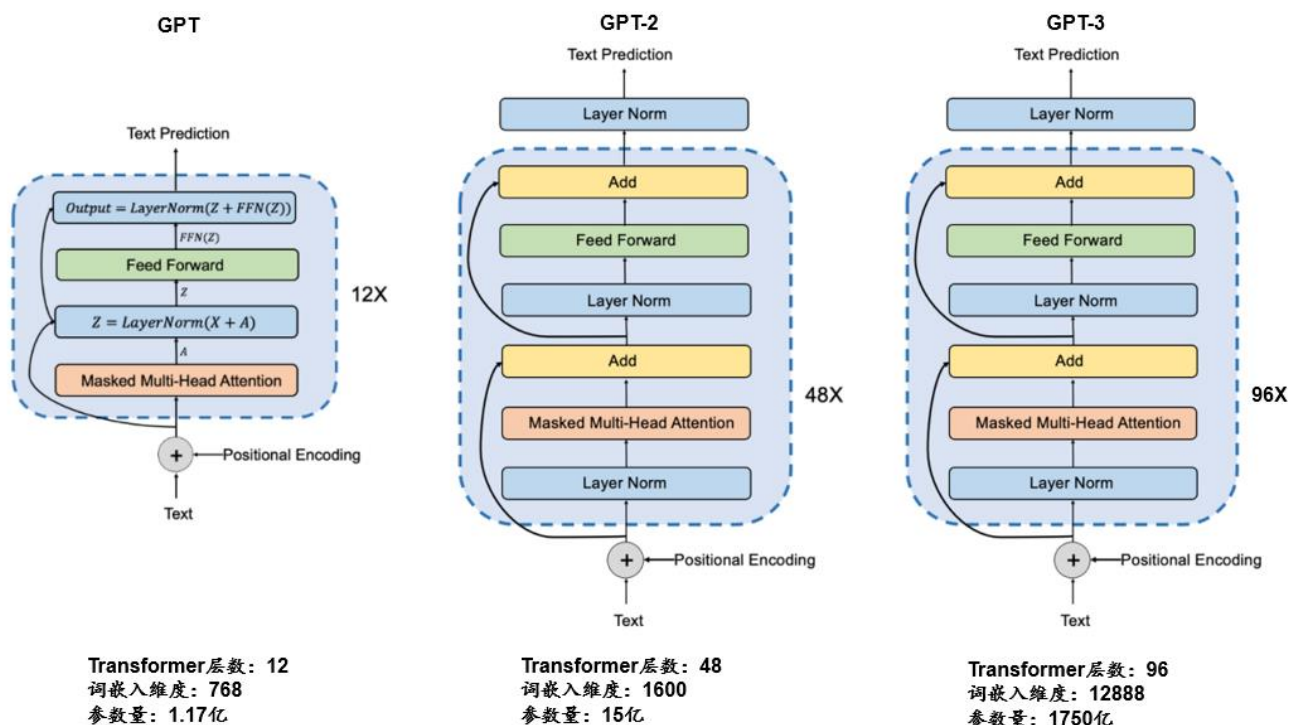 GPT
Text Prediction
Output = LayerNorm(Z + FFN(Z))
FFN(Z)
Feed Forward
Z
Z = LayerNorm(X + A)
A
Masked Multi-Head Attention
12X
+
Positional Encoding
Text
Transformer层数：12
词嵌入维度：768
参数量：1.17亿
GPT-2
Text Prediction
Layer Norm
Add
Feed Forward
Layer Norm
Add
Masked Multi-Head Attention
Layer Norm
48X
+
Positional Encoding
Text
Transformer层数：48
词嵌入维度：1600
参数量：15亿
GPT-3
Text Prediction
Layer Norm
Add
Feed Forward
Layer Norm
Add
Masked Multi-Head Attention
Layer Norm
96X
+
Positional Encoding
Text
Transformer层数：96
词嵌入维度：12888
参数量：1750亿